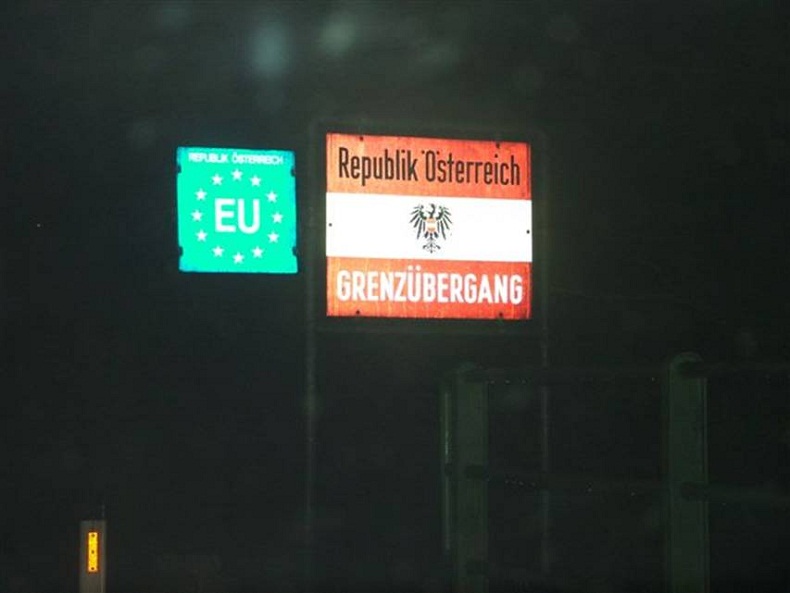 REPUBLIK ÖSTERREICH
EU
Republik Österreich
GRENZÜBERGANG